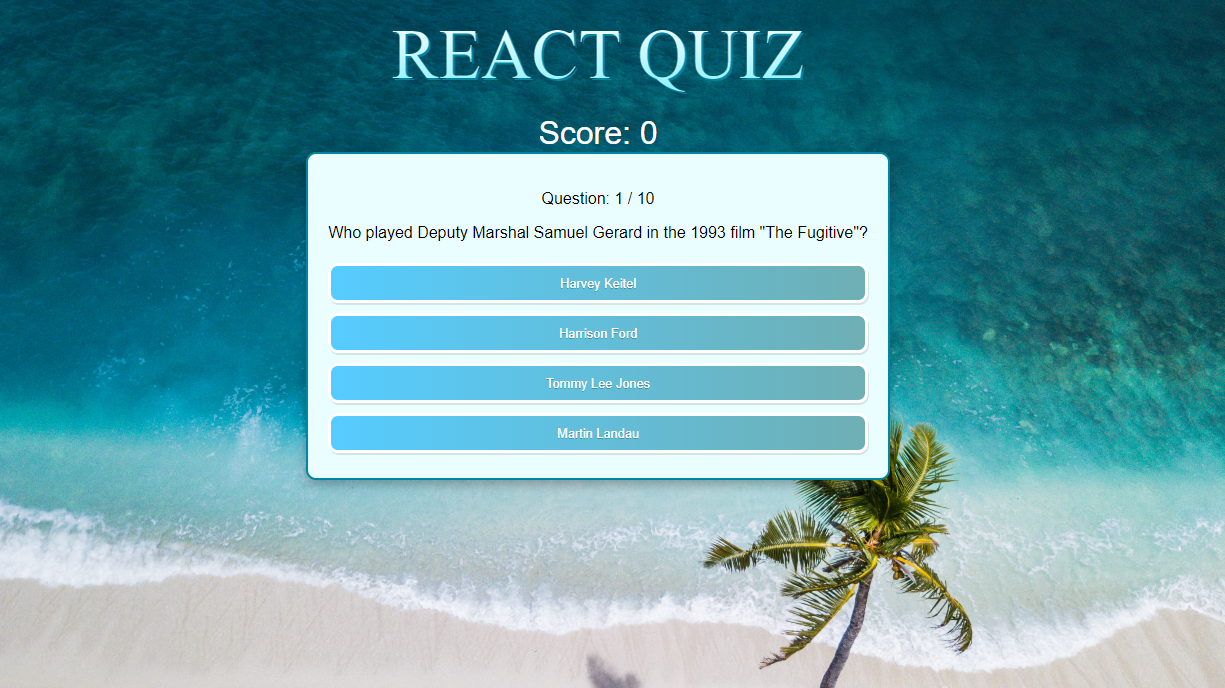 REACT QUIZ
Score: 0
Question: 1 / 10
Who played Deputy Marshal Samuel Gerard in the 1993 film "The Fugitive"?
Harvey Keitel
Harrison Ford
Tommy Lee Jones
Martin Landau